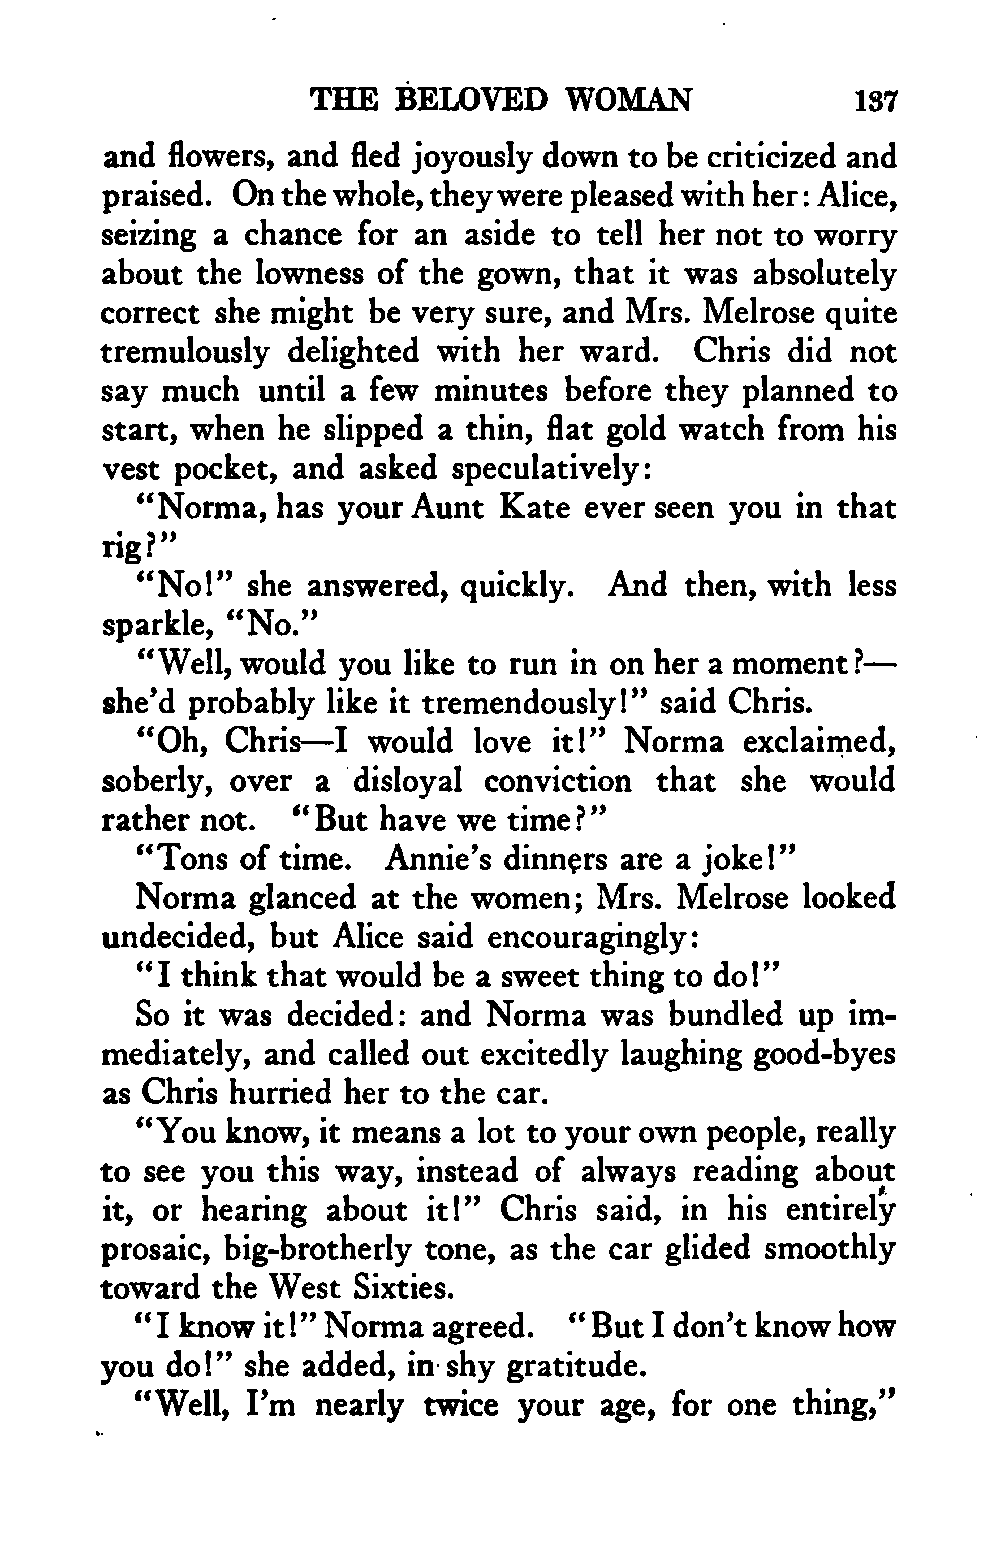 THE BELOVED WOMAN 137
and flowers, and fled joyously down to be criticized and
praised. On the whole, they were pleased with her: Alice,
seizing a chance for an aside to tell her not to worry
about the lowness of the gown, that it was absolutely
correct she might be very sure, and Mrs. Melrose quite
tremulously delighted with her ward. Chris did not
say much until a few minutes before they planned to
start, when he slipped a thin, flat gold watch from his
vest pocket, and asked speculatively:
"Norma, has your Aunt Kate ever seen you in that
rig?"
"No!" she answered, quickly. And then, with less
sparkle, "No."
"Well, would you like to run in on her a moment?—
she'd probably like it tremendously!" said Chris.
"Oh, Chris—I would love it!" Norma exclaimed,
soberly, over a disloyal conviction that she would
rather not. "But have we time?"
"Tons of time. Annie's dinners are a joke!"
Norma glanced at the women; Mrs. Melrose looked
undecided, but Alice said encouragingly:
"I think that would be a sweet thing to do!"
So it was decided: and Norma was bundled up im-
mediately, and called out excitedly laughing good-byes
as Chris hurried her to the car.
"You know, it means a lot to your own people, really
to see you this way, instead of always reading about
it, or hearing about it!" Chris said, in his entirely
prosaic, big-brotherly tone, as the car glided smoothly
toward the West Sixties.
"I know it!" Norma agreed. "But I don't know how
you do!" she added, in shy gratitude.
"Well, I'm nearly twice your age, for one thing,"